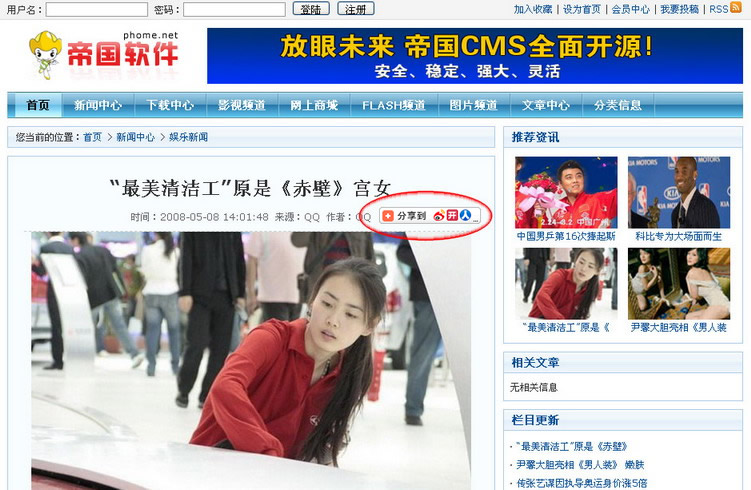 用户名： 密码： 登陆 注册 加入收藏 | 设为首页 | 会员中心 | 我要投稿 | RSS
phome.net
帝国软件
放眼未来 帝国CMS全面开源!
安全、稳定、强大、灵活
首页 新闻中心 下载中心 影视频道 网上商城 FLASH频道 图片频道 文章中心 分类信息
您当前的位置：首页 > 新闻中心 > 娱乐新闻
“最美清洁工”原是《赤壁》宫女
时间：2008-05-08 14:01:48 来源：QQ 作者：QQ
分享到
推荐资讯
KIA MOTORS
2.24-3.2 中国广州
中国男乒第16次捧起斯
科比专为大场面而生
“最美清洁工”原是《
尹馨大胆亮相《男人装
相关文章
无相关信息
栏目更新
· “最美清洁工”原是《赤壁》
· 尹馨大胆亮相《男人装》 嫩肤
· 传张艺谋因执导奥运身价涨5倍